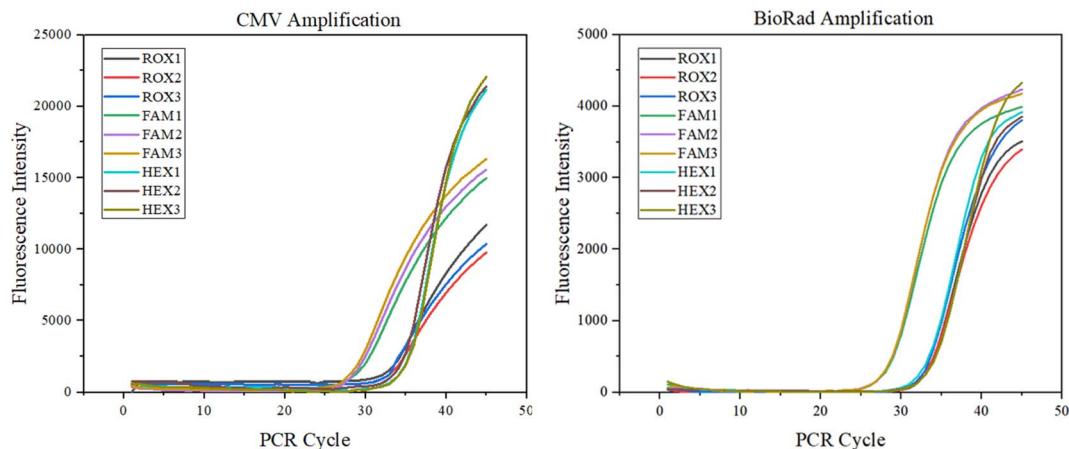 CMV Amplification
25000
20000
15000
10000
5000
0
ROX1
ROX2
ROX3
FAM1
FAM2
FAM3
HEX1
HEX2
HEX3
Fluorescence Intensity
0 10 20 30 40 50
PCR Cycle
BioRad Amplification
5000
4000
3000
2000
1000
0
ROX1
ROX2
ROX3
FAM1
FAM2
FAM3
HEX1
HEX2
HEX3
Fluorescence Intensity
0 10 20 30 40 50
PCR Cycle